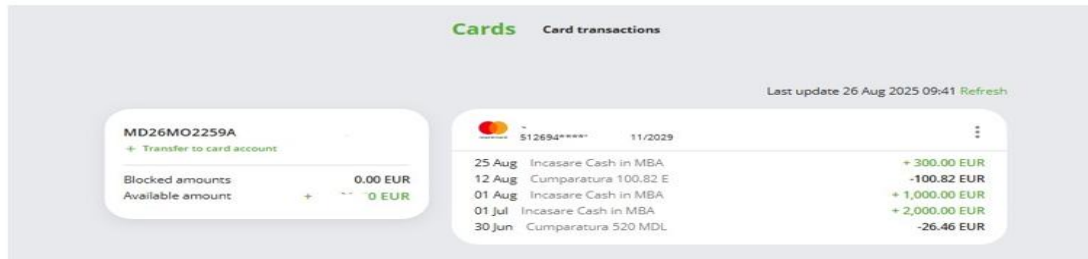 Cards Card transactions
Last update 26 Aug 2025 09:41 Refresh
MD26MO2259A
+ Transfer to card account
Blocked amounts 0.00 EUR
Available amount + 0 EUR
512694**** 11/2029
25 Aug Incasare Cash in MBA + 300.00 EUR
12 Aug Cumparatura 100.82 E -100.82 EUR
01 Aug Incasare Cash in MBA + 1,000.00 EUR
01 Jul Incasare Cash in MBA + 2,000.00 EUR
30 Jun Cumparatura 520 MDL -26.46 EUR